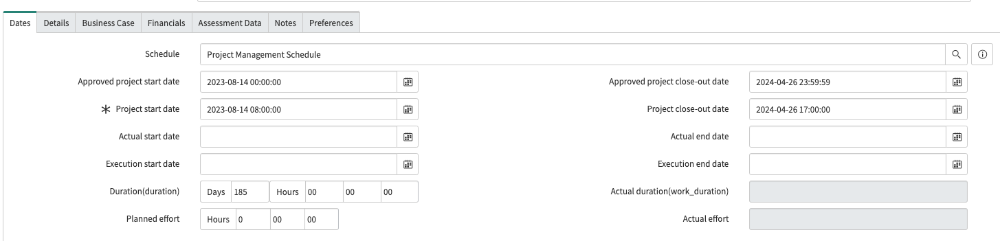 Dates Details Business Case Financials Assessment Data Notes Preferences
Schedule Project Management Schedule
Approved project start date 2023-08-14 00:00:00 Approved project close-out date 2024-04-26 23:59:59
Project start date 2023-08-14 08:00:00 Project close-out date 2024-04-26 17:00:00
Actual start date Actual end date
Execution start date Execution end date
Duration(duration) Days 185 Hours 00 00 00 Actual duration(work_duration)
Planned effort Hours 0 00 00 Actual effort